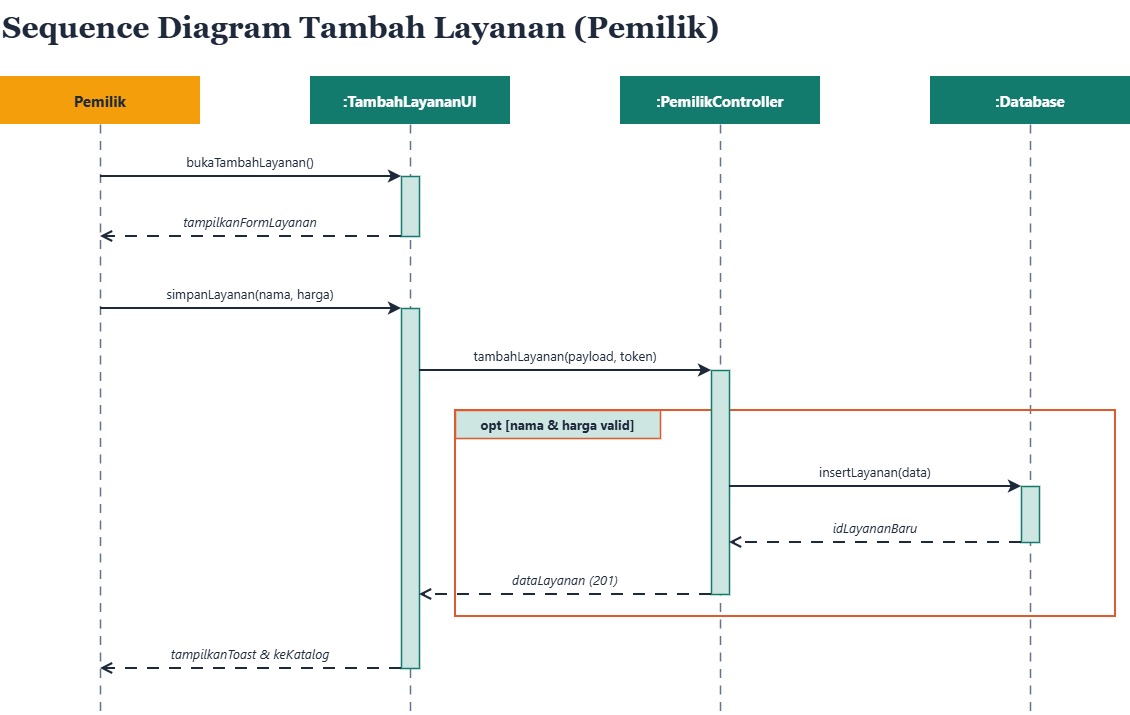 Sequence Diagram Tambah Layanan (Pemilik)
Pemilik
:TambahLayananUI
:PemilikController
:Database
bukaTambahLayanan()
tampilkanFormLayanan
simpanLayanan(nama, harga)
tambahLayanan(payload, token)
opt [nama & harga valid]
insertLayanan(data)
idLayananBaru
dataLayanan (201)
tampilkanToast & keKatalog